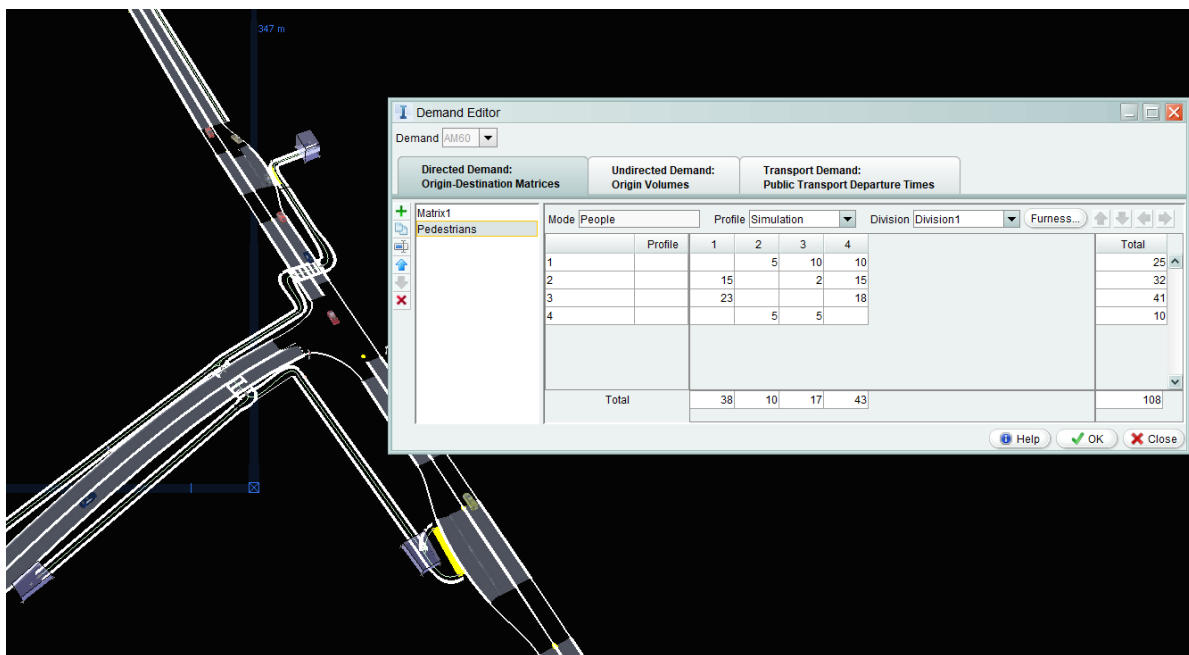 347 m
Demand Editor
Demand AM60
Directed Demand:
Origin-Destination Matrices
Undirected Demand:
Origin Volumes
Transport Demand:
Public Transport Departure Times
Matrix1
Pedestrians
Mode People Profile Simulation Division Division1 Furness...
Profile 1 2 3 4 Total
1 5 10 10 25
2 15 2 15 32
3 23 18 41
4 5 5 10
Total 38 10 17 43 108
Help OK Close